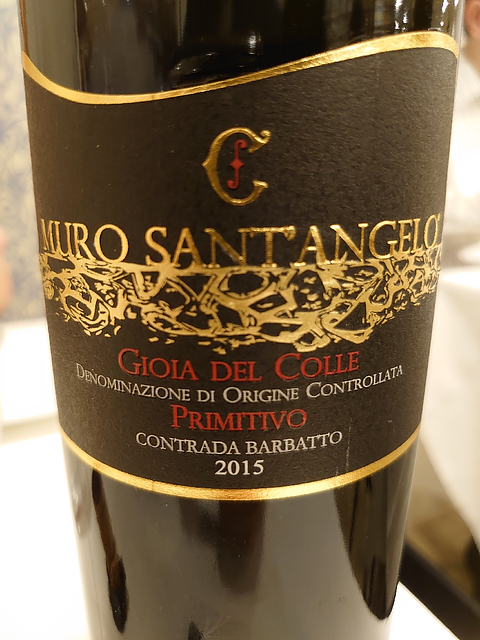 C f
MURO SANT'ANGELO
GIOIA DEL COLLE
DENOMINAZIONE DI ORIGINE CONTROLLATA
PRIMITIVO
CONTRADA BARBATTO
2015